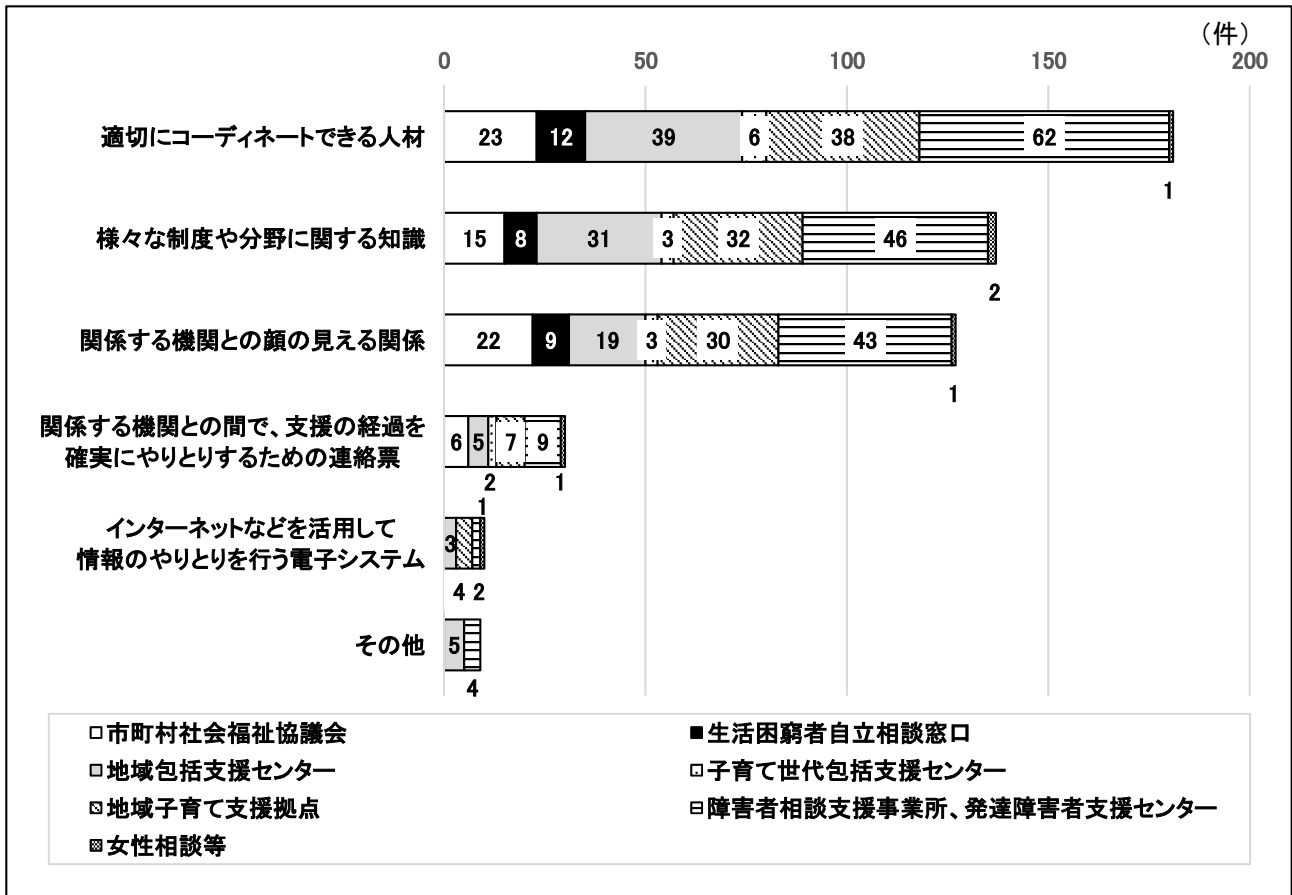 （件）
0 50 100 150 200
適切にコーディネートできる人材
23 12 39 6 38 62
1
様々な制度や分野に関する知識
15 8 31 3 32 46
2
関係する機関との顔の見える関係
22 9 19 3 30 43
1
関係する機関との間で、支援の経過を
確実にやりとりするための連絡票
6 5 7 9
2 1
インターネットなどを活用して
情報のやりとりを行う電子システム
1
3
4 2
その他
5
4
市町村社会福祉協議会
生活困窮者自立相談窓口
地域包括支援センター
子育て世代包括支援センター
地域子育て支援拠点
障害者相談支援事業所、発達障害者支援センター
女性相談等